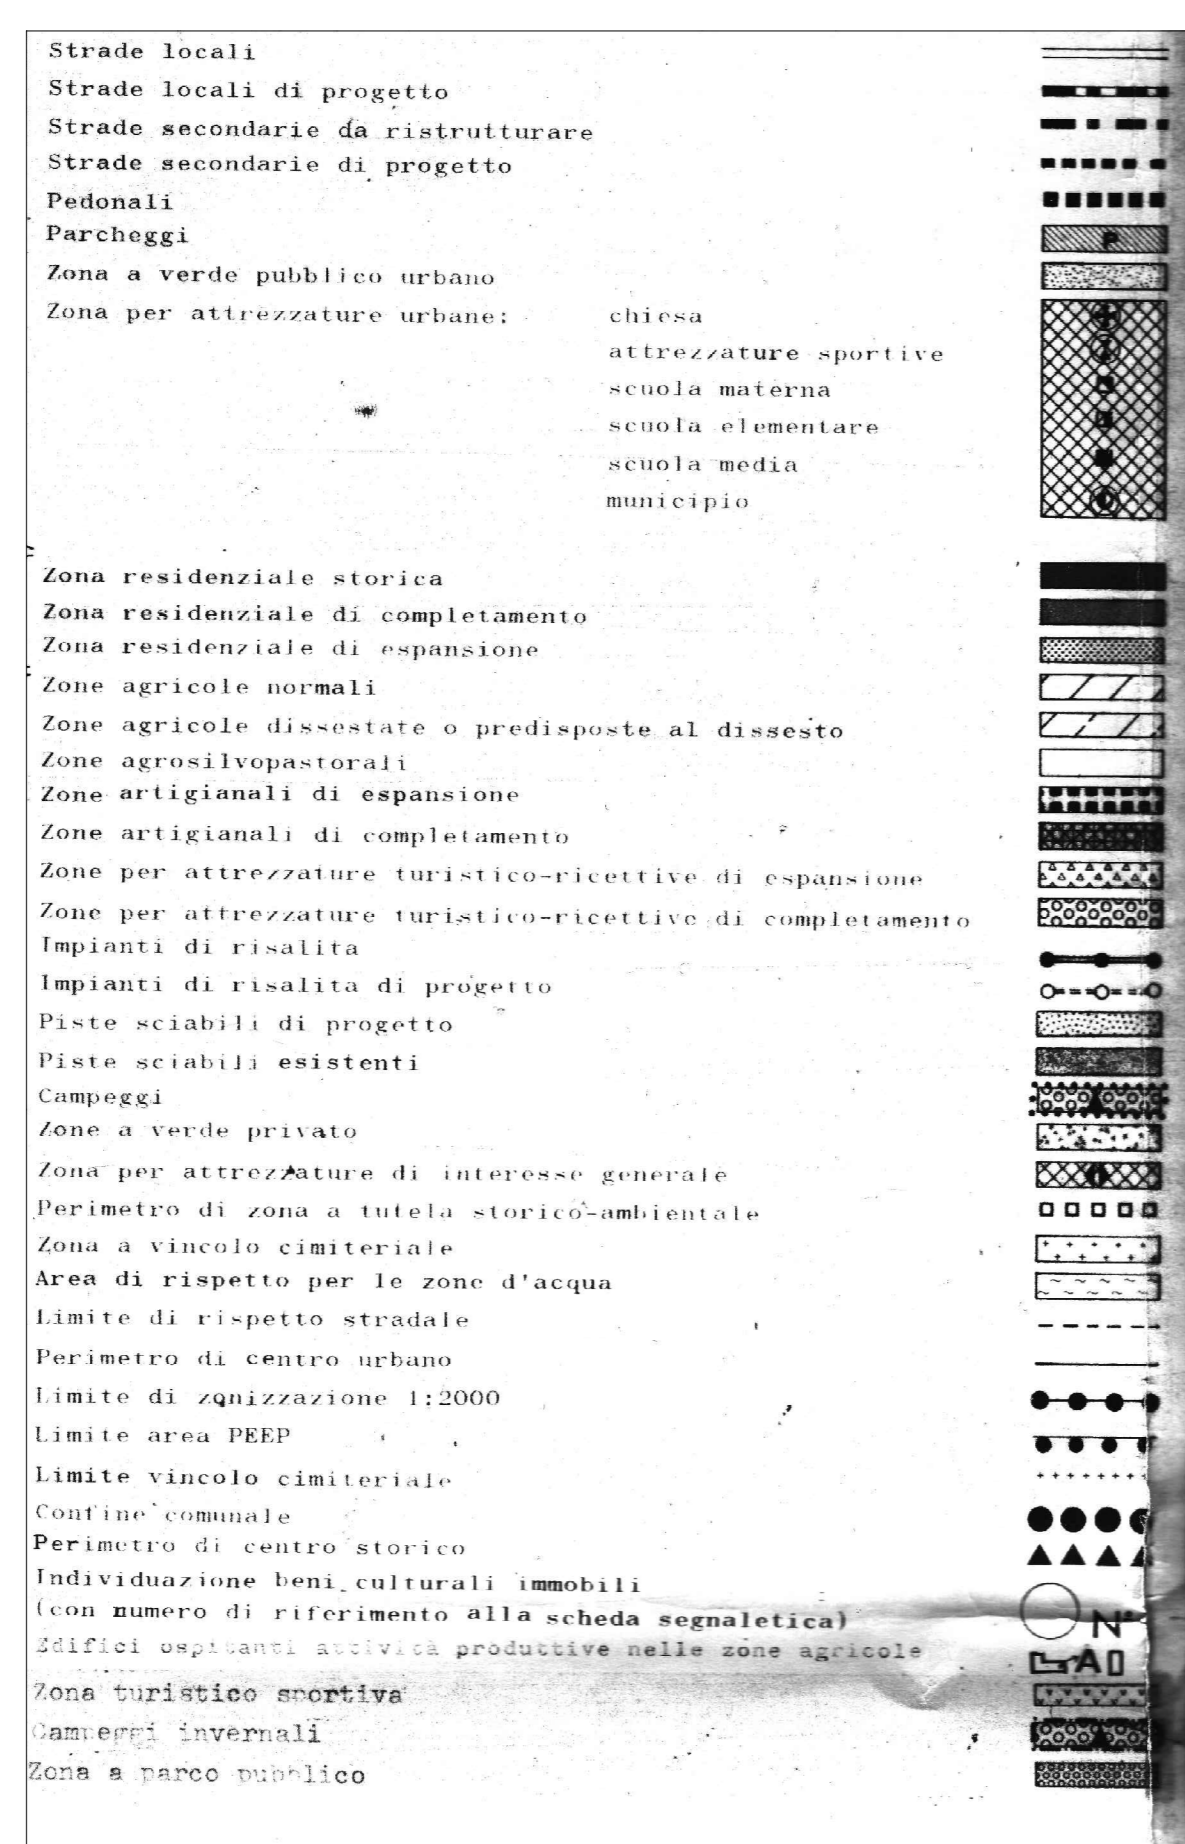 Strade locali
Strade locali di progetto
Strade secondarie da ristrutturare
Strade secondarie di progetto
Pedonali
Parcheggi
P
Zona a verde pubblico urbano
Zona per attrezzature urbane: chiesa
attrezzature sportive
scuola materna
scuola elementare
scuola media
municipio
Zona residenziale storica
Zona residenziale di completamento
Zona residenziale di espansione
Zone agricole normali
Zone agricole dissestate o predisposte al dissesto
Zone agrosilvopastorali
Zone artigianali di espansione
Zone artigianali di completamento
Zone per attrezzature turistico-ricettive di espansione
Zone per attrezzature turistico-ricettive di completamento
Impianti di risalita
Impianti di risalita di progetto
Piste sciabili di progetto
Piste sciabili esistenti
Campeggi
Zone a verde privato
Zona per attrezzature di interesse generale
Perimetro di zona a tutela storico-ambientale
Zona a vincolo cimiteriale
Area di rispetto per le zone d'acqua
Limite di rispetto stradale
Perimetro di centro urbano
Limite di zonizzazione 1:2000
Limite area PEEP
Limite vincolo cimiteriale
Confine comunale
Perimetro di centro storico
Individuazione beni culturali immobili
(con numero di riferimento alla scheda segnaletica)
N°
Edifici ospitanti attività produttive nelle zone agricole
A
Zona turistico sportiva
Campeggi invernali
Zona a parco pubblico